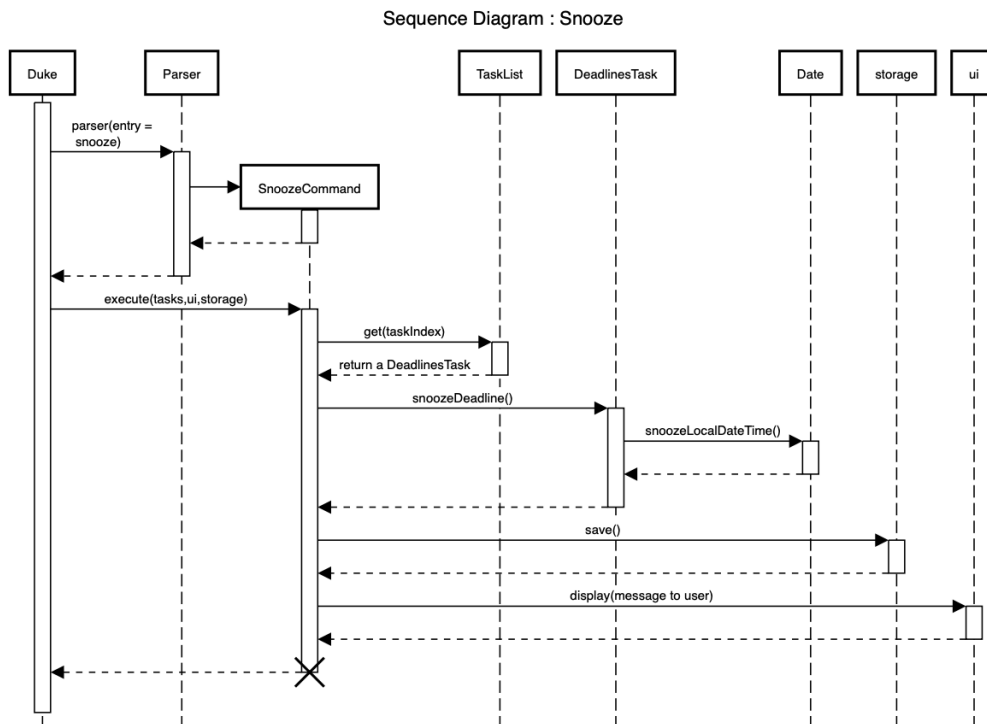 Sequence Diagram : Snooze
Duke
Parser
TaskList
DeadlinesTask
Date
storage
ui
parser(entry =
snooze)
SnoozeCommand
execute(tasks,ui,storage)
get(taskIndex)
return a DeadlinesTask
snoozeDeadline()
snoozeLocalDateTime()
save()
display(message to user)